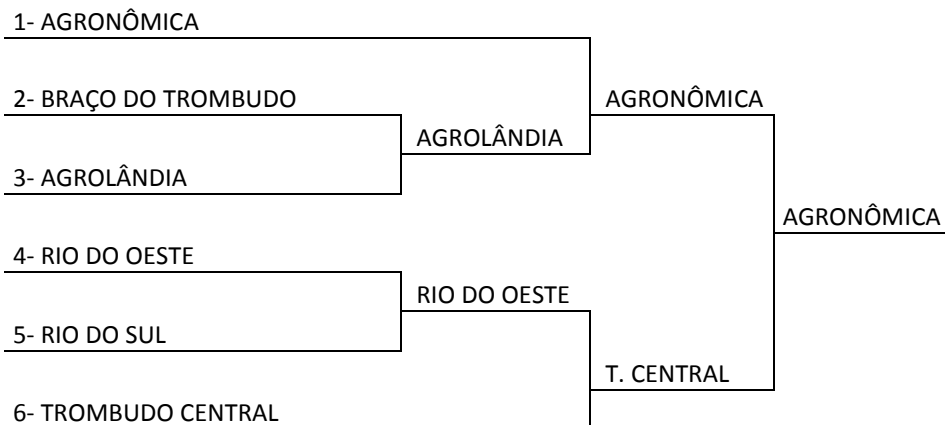 1- AGRONÔMICA
2- BRAÇO DO TROMBUDO
AGRONÔMICA
AGROLÂNDIA
3- AGROLÂNDIA
AGRONÔMICA
4- RIO DO OESTE
RIO DO OESTE
5- RIO DO SUL
T. CENTRAL
6- TROMBUDO CENTRAL